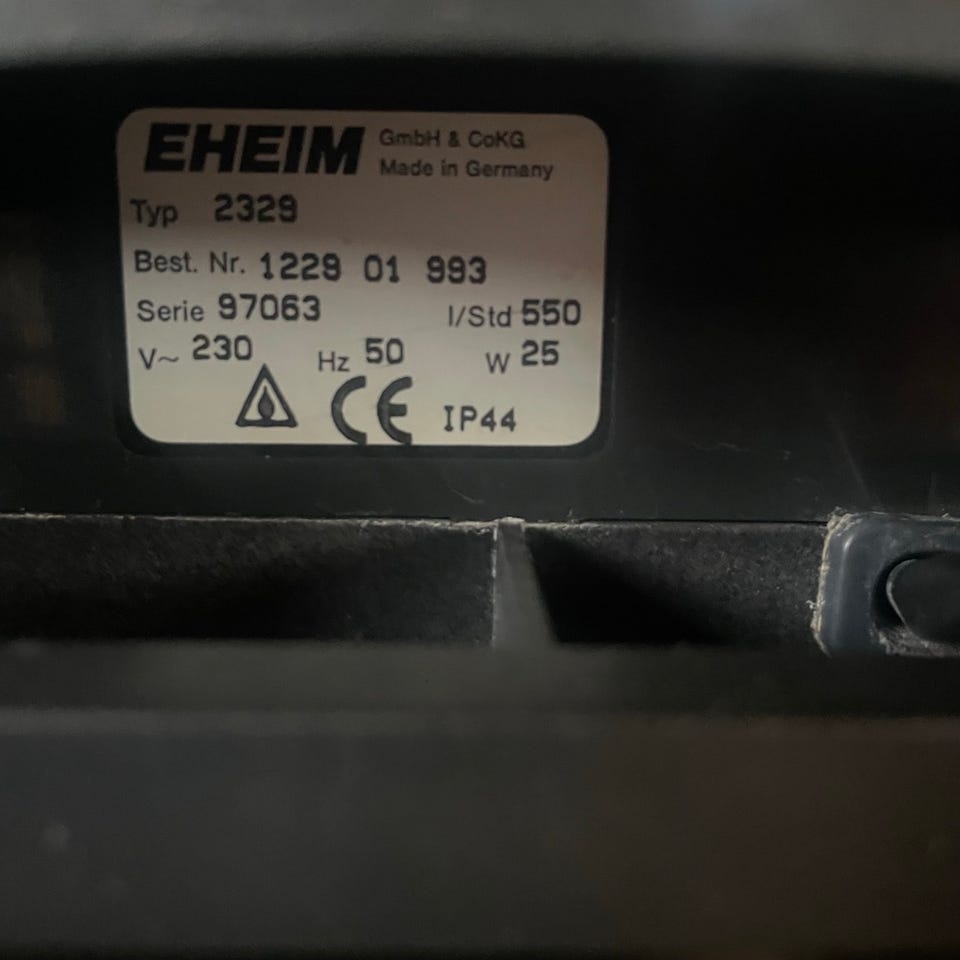 EHEIM GmbH & CoKG
Made in Germany
Typ 2329
Best. Nr. 1229 01 993
Serie 97063 l/Std 550
V~ 230 Hz 50 W 25
CE IP44